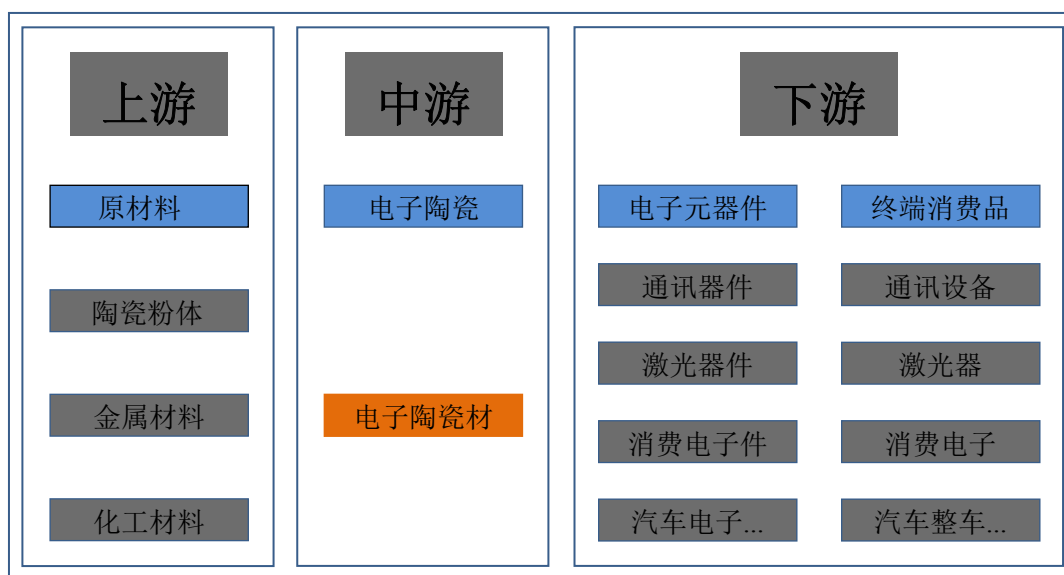 上游
原材料
陶瓷粉体
金属材料
化工材料
中游
电子陶瓷
电子陶瓷材
下游
电子元器件
终端消费品
通讯器件
通讯设备
激光器件
激光器
消费电子件
消费电子
汽车电子...
汽车整车...